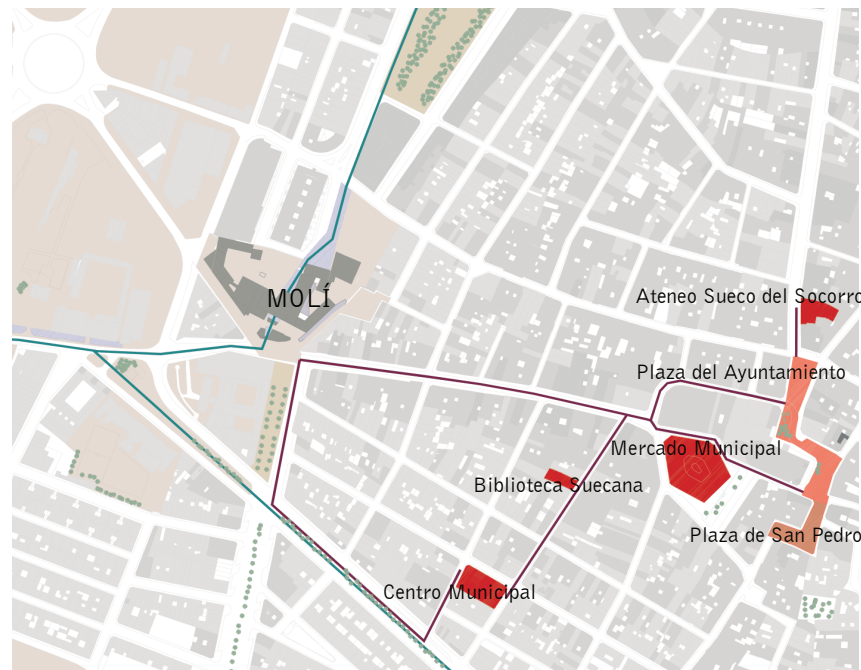 MOLÍ
Ateneo Sueco del Socorro
Plaza del Ayuntamiento
Mercado Municipal
Biblioteca Suecana
Plaza de San Pedro
Centro Municipal